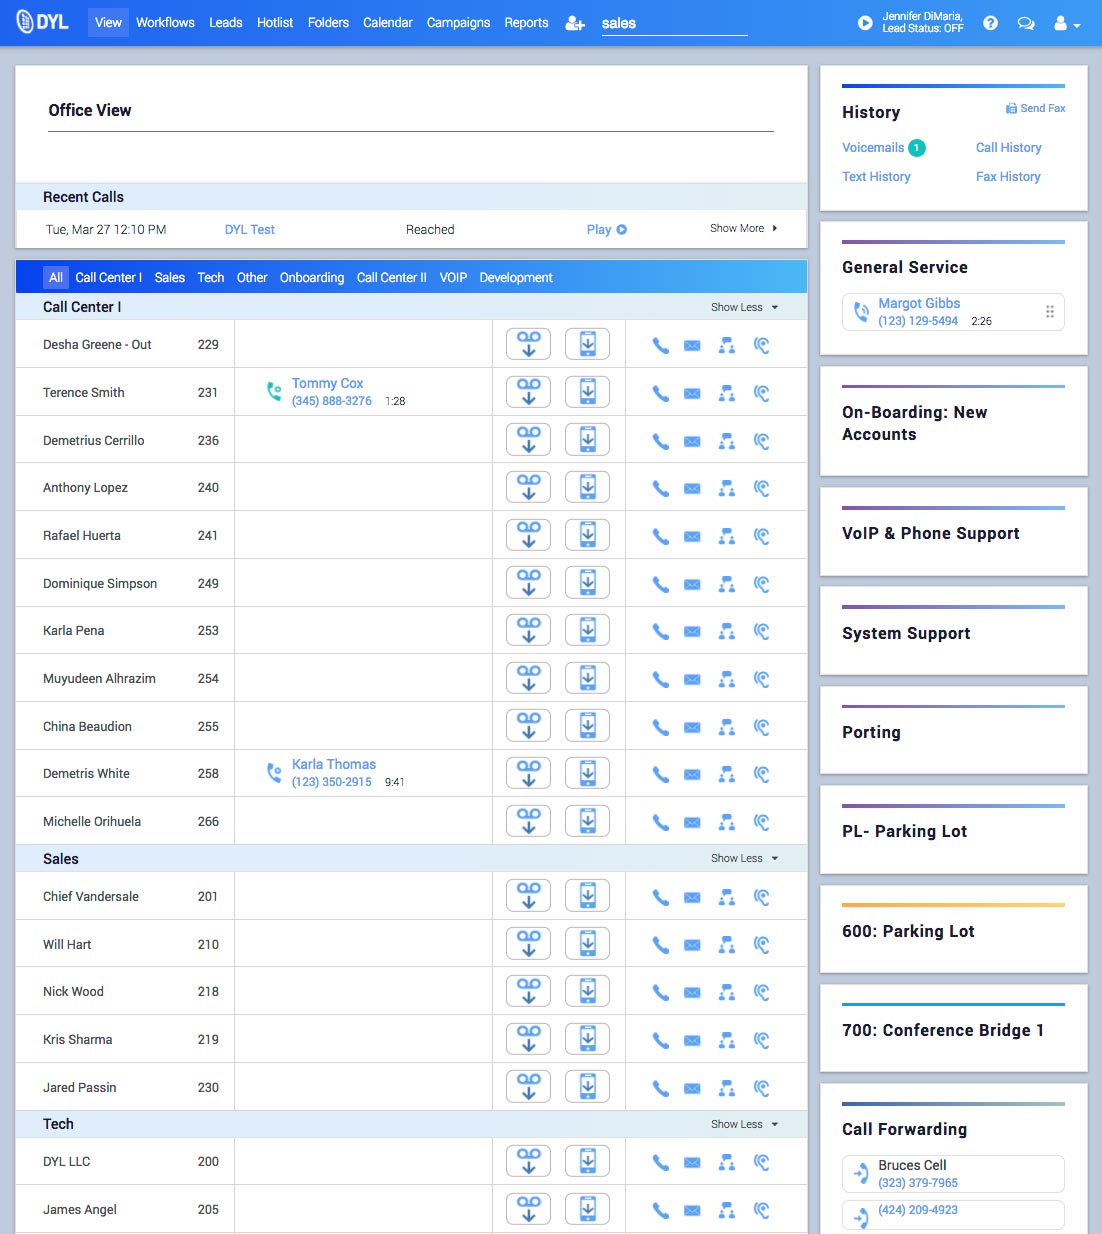 DYL View Workflows Leads Hotlist Folders Calendar Campaigns Reports sales
Jennifer DiMaria,
Lead Status: OFF
Office View
Recent Calls
Tue, Mar 27 12:10 PM DYL Test Reached Play Show More
All Call Center I Sales Tech Other Onboarding Call Center II VOIP Development
Call Center I Show Less
Desha Greene - Out 229
Terence Smith 231 Tommy Cox
(345) 888-3276 1:28
Demetrius Cerrillo 236
Anthony Lopez 240
Rafael Huerta 241
Dominique Simpson 249
Karla Pena 253
Muyudeen Alhrazim 254
China Beaudion 255
Demetris White 258 Karla Thomas
(123) 350-2915 9:41
Michelle Orihuela 266
Sales Show Less
Chief Vandersale 201
Will Hart 210
Nick Wood 218
Kris Sharma 219
Jared Passin 230
Tech Show Less
DYL LLC 200
James Angel 205
History Send Fax
Voicemails 1 Call History
Text History Fax History
General Service
Margot Gibbs
(123) 129-5494 2:26
On-Boarding: New
Accounts
VoIP & Phone Support
System Support
Porting
PL- Parking Lot
600: Parking Lot
700: Conference Bridge 1
Call Forwarding
Bruces Cell
(323) 379-7965
(424) 209-4923